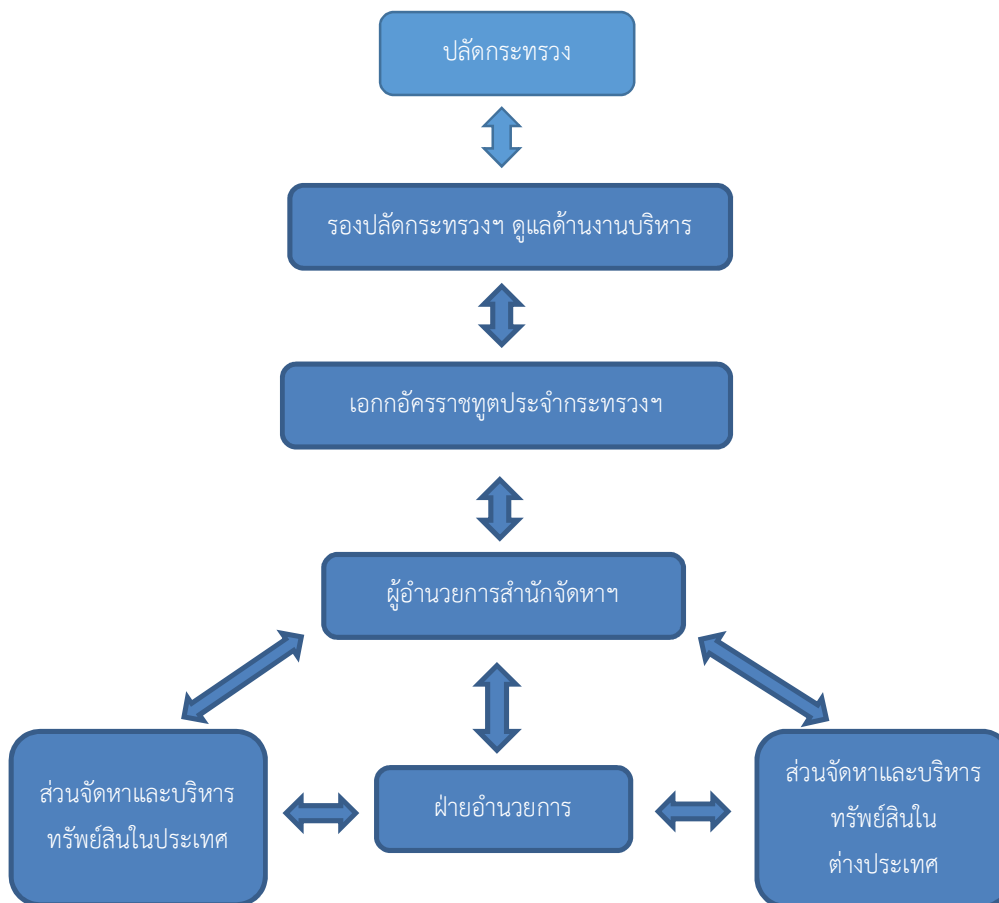 ปลัดกระทรวง
รองปลัดกระทรวงฯ ดูแลด้านงานบริหาร
เอกกอัครราชทูตประจำกระทรวงฯ
ผู้อำนวยการสำนักจัดหาฯ
ส่วนจัดหาและบริหาร
ทรัพย์สินในประเทศ
ฝ่ายอำนวยการ
ส่วนจัดหาและบริหาร
ทรัพย์สินใน
ต่างประเทศ